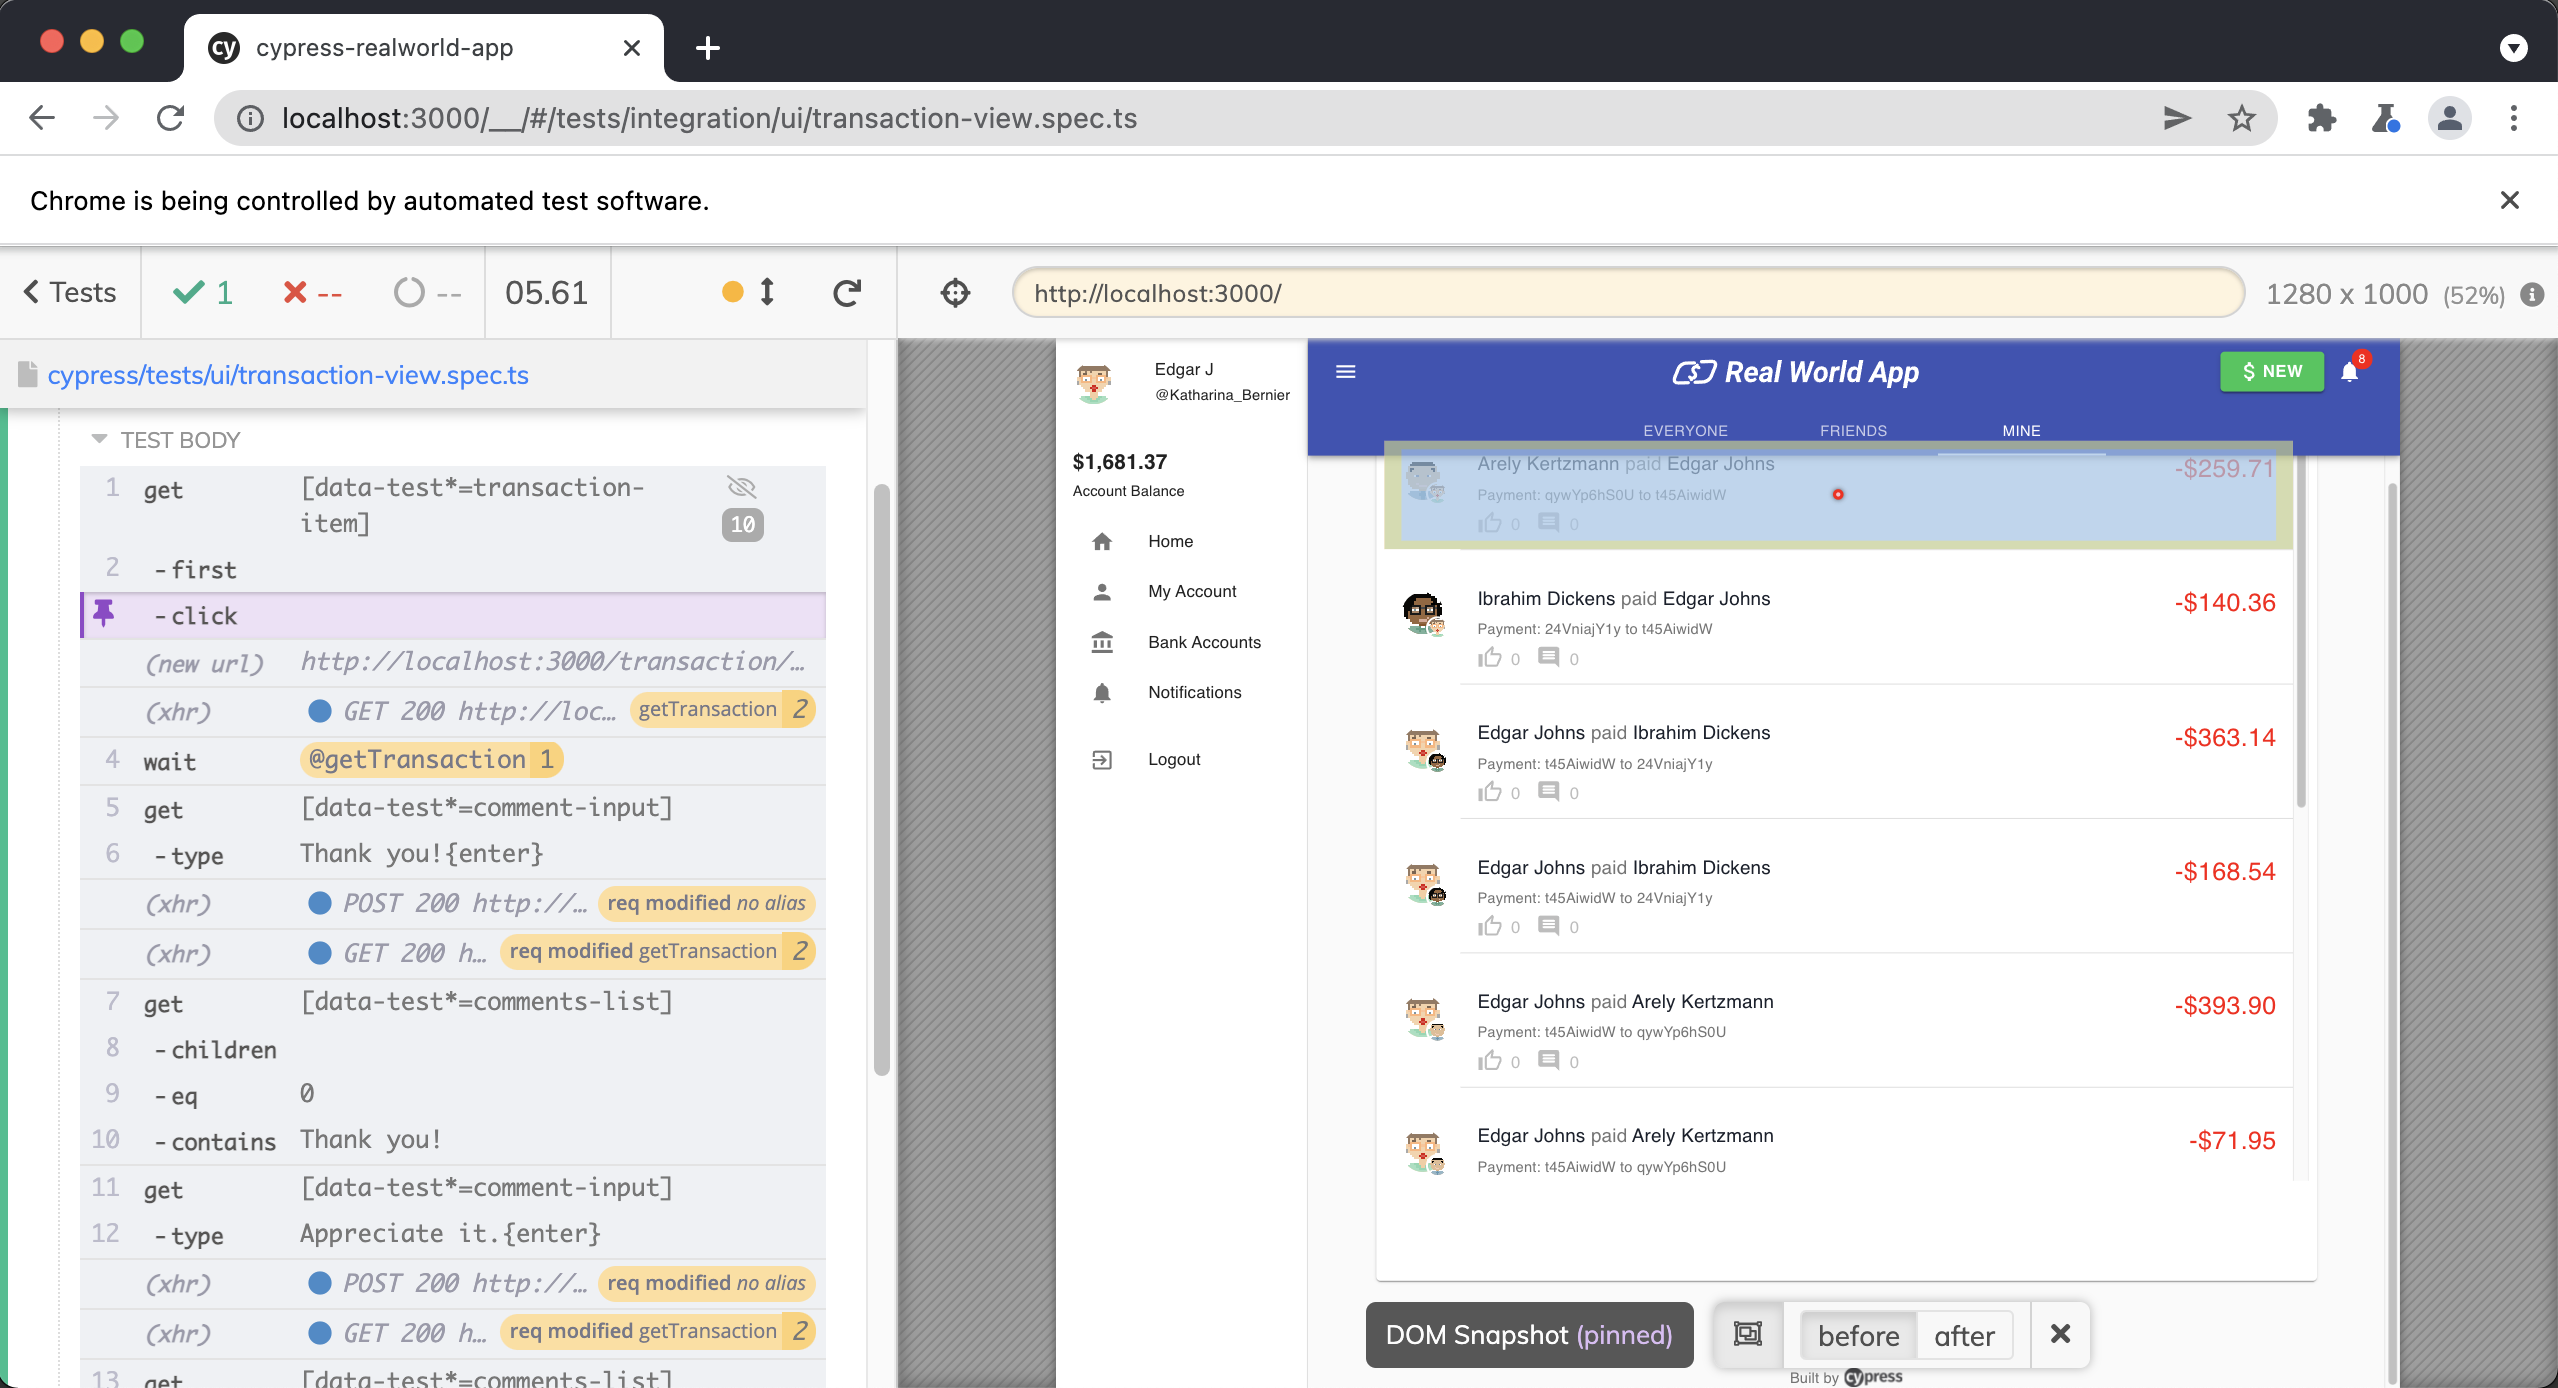 cy cypress-realworld-app
localhost:3000/__/#/tests/integration/ui/transaction-view.spec.ts
Chrome is being controlled by automated test software.
Tests 1 -- -- 05.61
http://localhost:3000/ 1280 x 1000 (52%)
cypress/tests/ui/transaction-view.spec.ts
TEST BODY
1 get [data-test*=transaction-
item] 10
2 -first
-click
(new url) http://localhost:3000/transaction/…
(xhr) GET 200 http://loc… getTransaction 2
4 wait @getTransaction 1
5 get [data-test*=comment-input]
6 -type Thank you!{enter}
(xhr) POST 200 http://… req modified no alias
(xhr) GET 200 h… req modified getTransaction 2
7 get [data-test*=comments-list]
8 -children
9 -eq 0
10 -contains Thank you!
11 get [data-test*=comment-input]
12 -type Appreciate it.{enter}
(xhr) POST 200 http://… req modified no alias
(xhr) GET 200 h… req modified getTransaction 2
13 get [data-test*=comments-list]
Edgar J
@Katharina_Bernier
$1,681.37
Account Balance
Home
My Account
Bank Accounts
Notifications
Logout
Real World App
$ NEW 8
EVERYONE FRIENDS MINE
Arely Kertzmann paid Edgar Johns -$259.71
Payment: qywYp6hS0U to t45AiwidW
0 0
Ibrahim Dickens paid Edgar Johns -$140.36
Payment: 24VniajY1y to t45AiwidW
0 0
Edgar Johns paid Ibrahim Dickens -$363.14
Payment: t45AiwidW to 24VniajY1y
0 0
Edgar Johns paid Ibrahim Dickens -$168.54
Payment: t45AiwidW to 24VniajY1y
0 0
Edgar Johns paid Arely Kertzmann -$393.90
Payment: t45AiwidW to qywYp6hS0U
0 0
Edgar Johns paid Arely Kertzmann -$71.95
Payment: t45AiwidW to qywYp6hS0U
DOM Snapshot (pinned) before after
Built by cypress